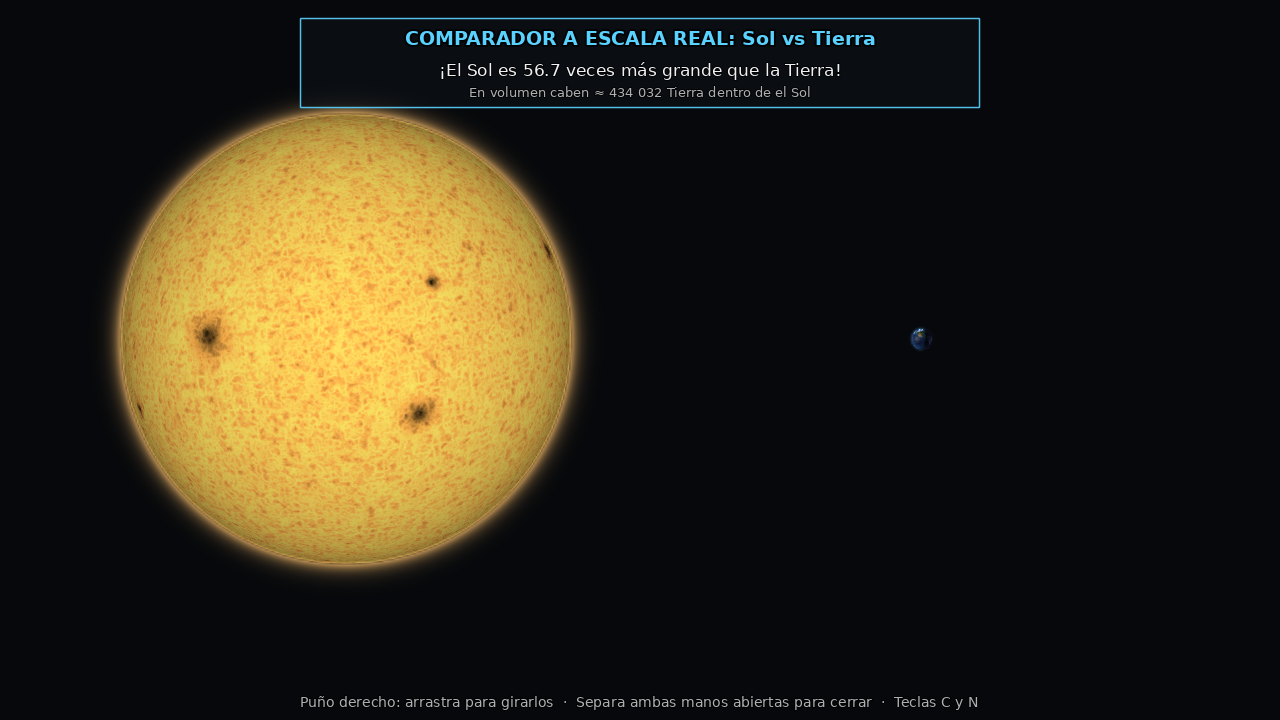 COMPARADOR A ESCALA REAL: Sol vs Tierra
¡El Sol es 56.7 veces más grande que la Tierra!
En volumen caben ≈ 434 032 Tierra dentro de el Sol
Puño derecho: arrastra para girarlos · Separa ambas manos abiertas para cerrar · Teclas C y N